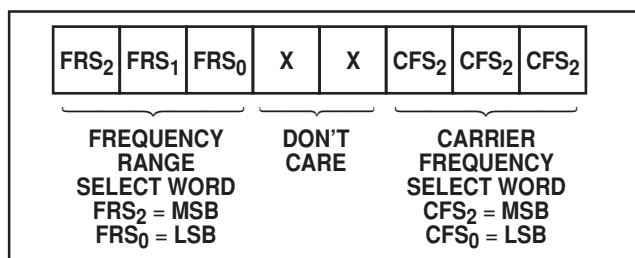 FRS2 FRS1 FRS0 X X CFS2 CFS2 CFS2
FREQUENCY
RANGE
SELECT WORD
FRS2 = MSB
FRS0 = LSB
DON'T
CARE
CARRIER
FREQUENCY
SELECT WORD
CFS2 = MSB
CFS0 = LSB